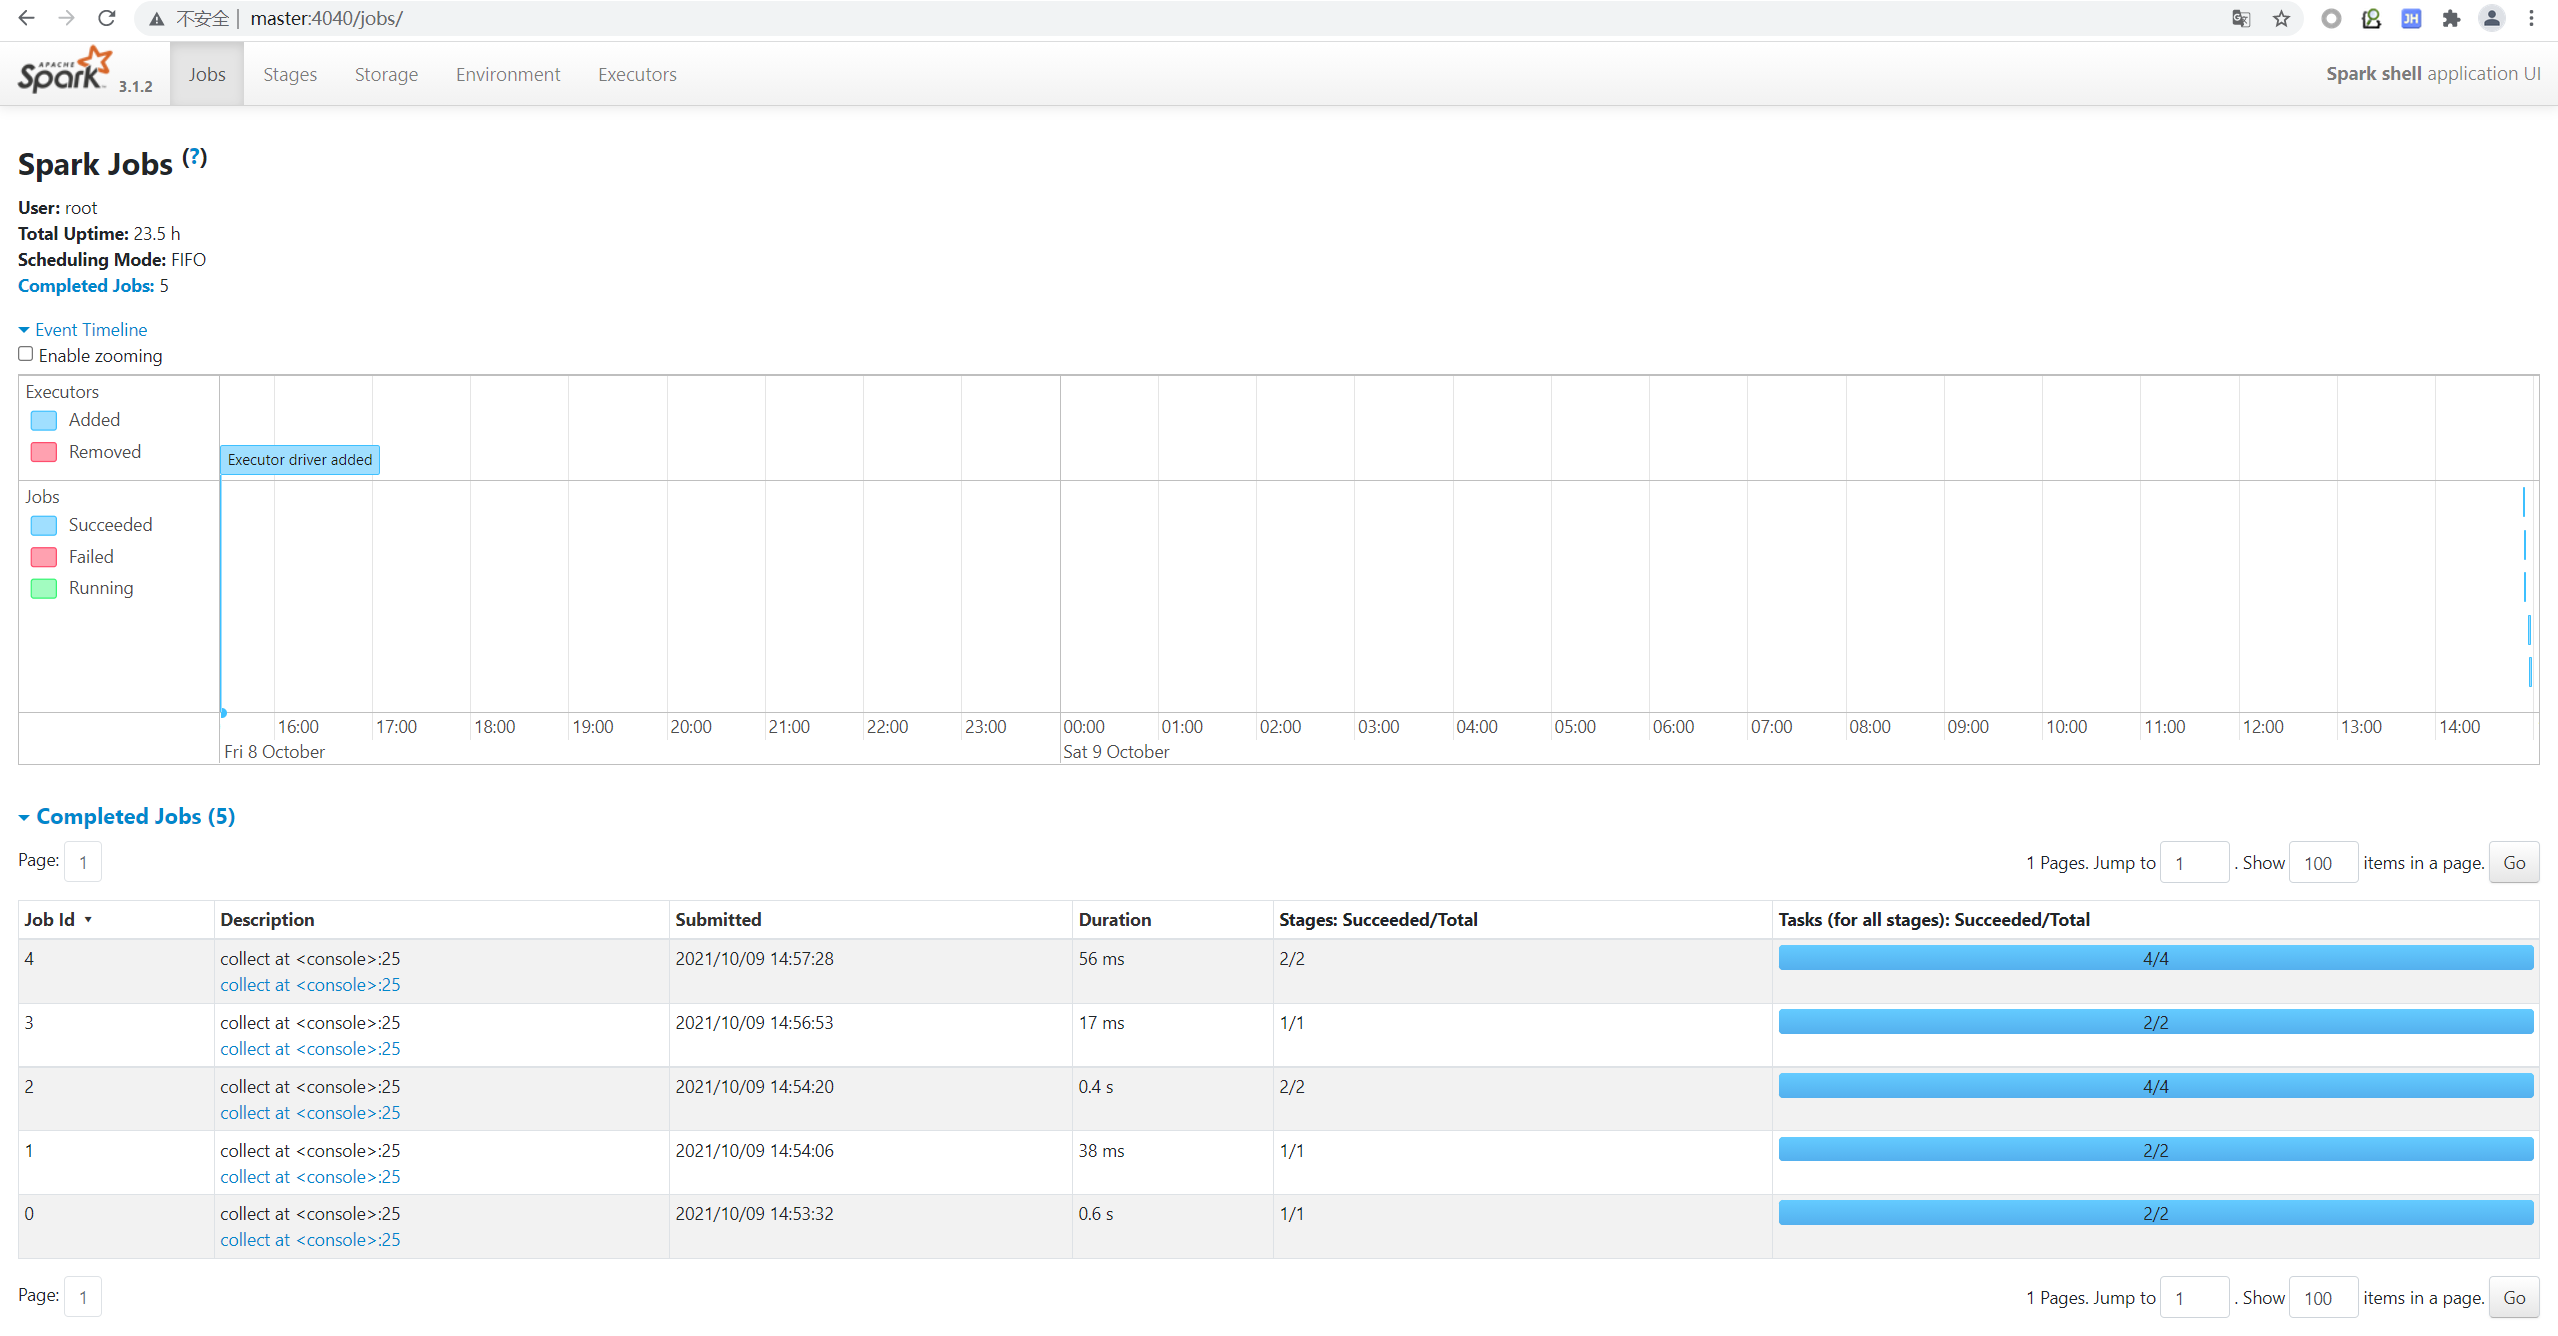 不安全 | master:4040/jobs/
JH
APACHE Spark 3.1.2 Jobs Stages Storage Environment Executors Spark shell application UI
Spark Jobs (?)
User: root
Total Uptime: 23.5 h
Scheduling Mode: FIFO
Completed Jobs: 5
Event Timeline
Enable zooming
Executors
Added
Removed
Executor driver added
Jobs
Succeeded
Failed
Running
16:00 17:00 18:00 19:00 20:00 21:00 22:00 23:00 00:00 01:00 02:00 03:00 04:00 05:00 06:00 07:00 08:00 09:00 10:00 11:00 12:00 13:00 14:00
Fri 8 October Sat 9 October
Completed Jobs (5)
Page: 1 1 Pages. Jump to 1 . Show 100 items in a page. Go
Job Id ▾ Description Submitted Duration Stages: Succeeded/Total Tasks (for all stages): Succeeded/Total
4 collect at <console>:25 2021/10/09 14:57:28 56 ms 2/2 4/4
collect at <console>:25
3 collect at <console>:25 2021/10/09 14:56:53 17 ms 1/1 2/2
collect at <console>:25
2 collect at <console>:25 2021/10/09 14:54:20 0.4 s 2/2 4/4
collect at <console>:25
1 collect at <console>:25 2021/10/09 14:54:06 38 ms 1/1 2/2
collect at <console>:25
0 collect at <console>:25 2021/10/09 14:53:32 0.6 s 1/1 2/2
collect at <console>:25
Page: 1 1 Pages. Jump to 1 . Show 100 items in a page. Go